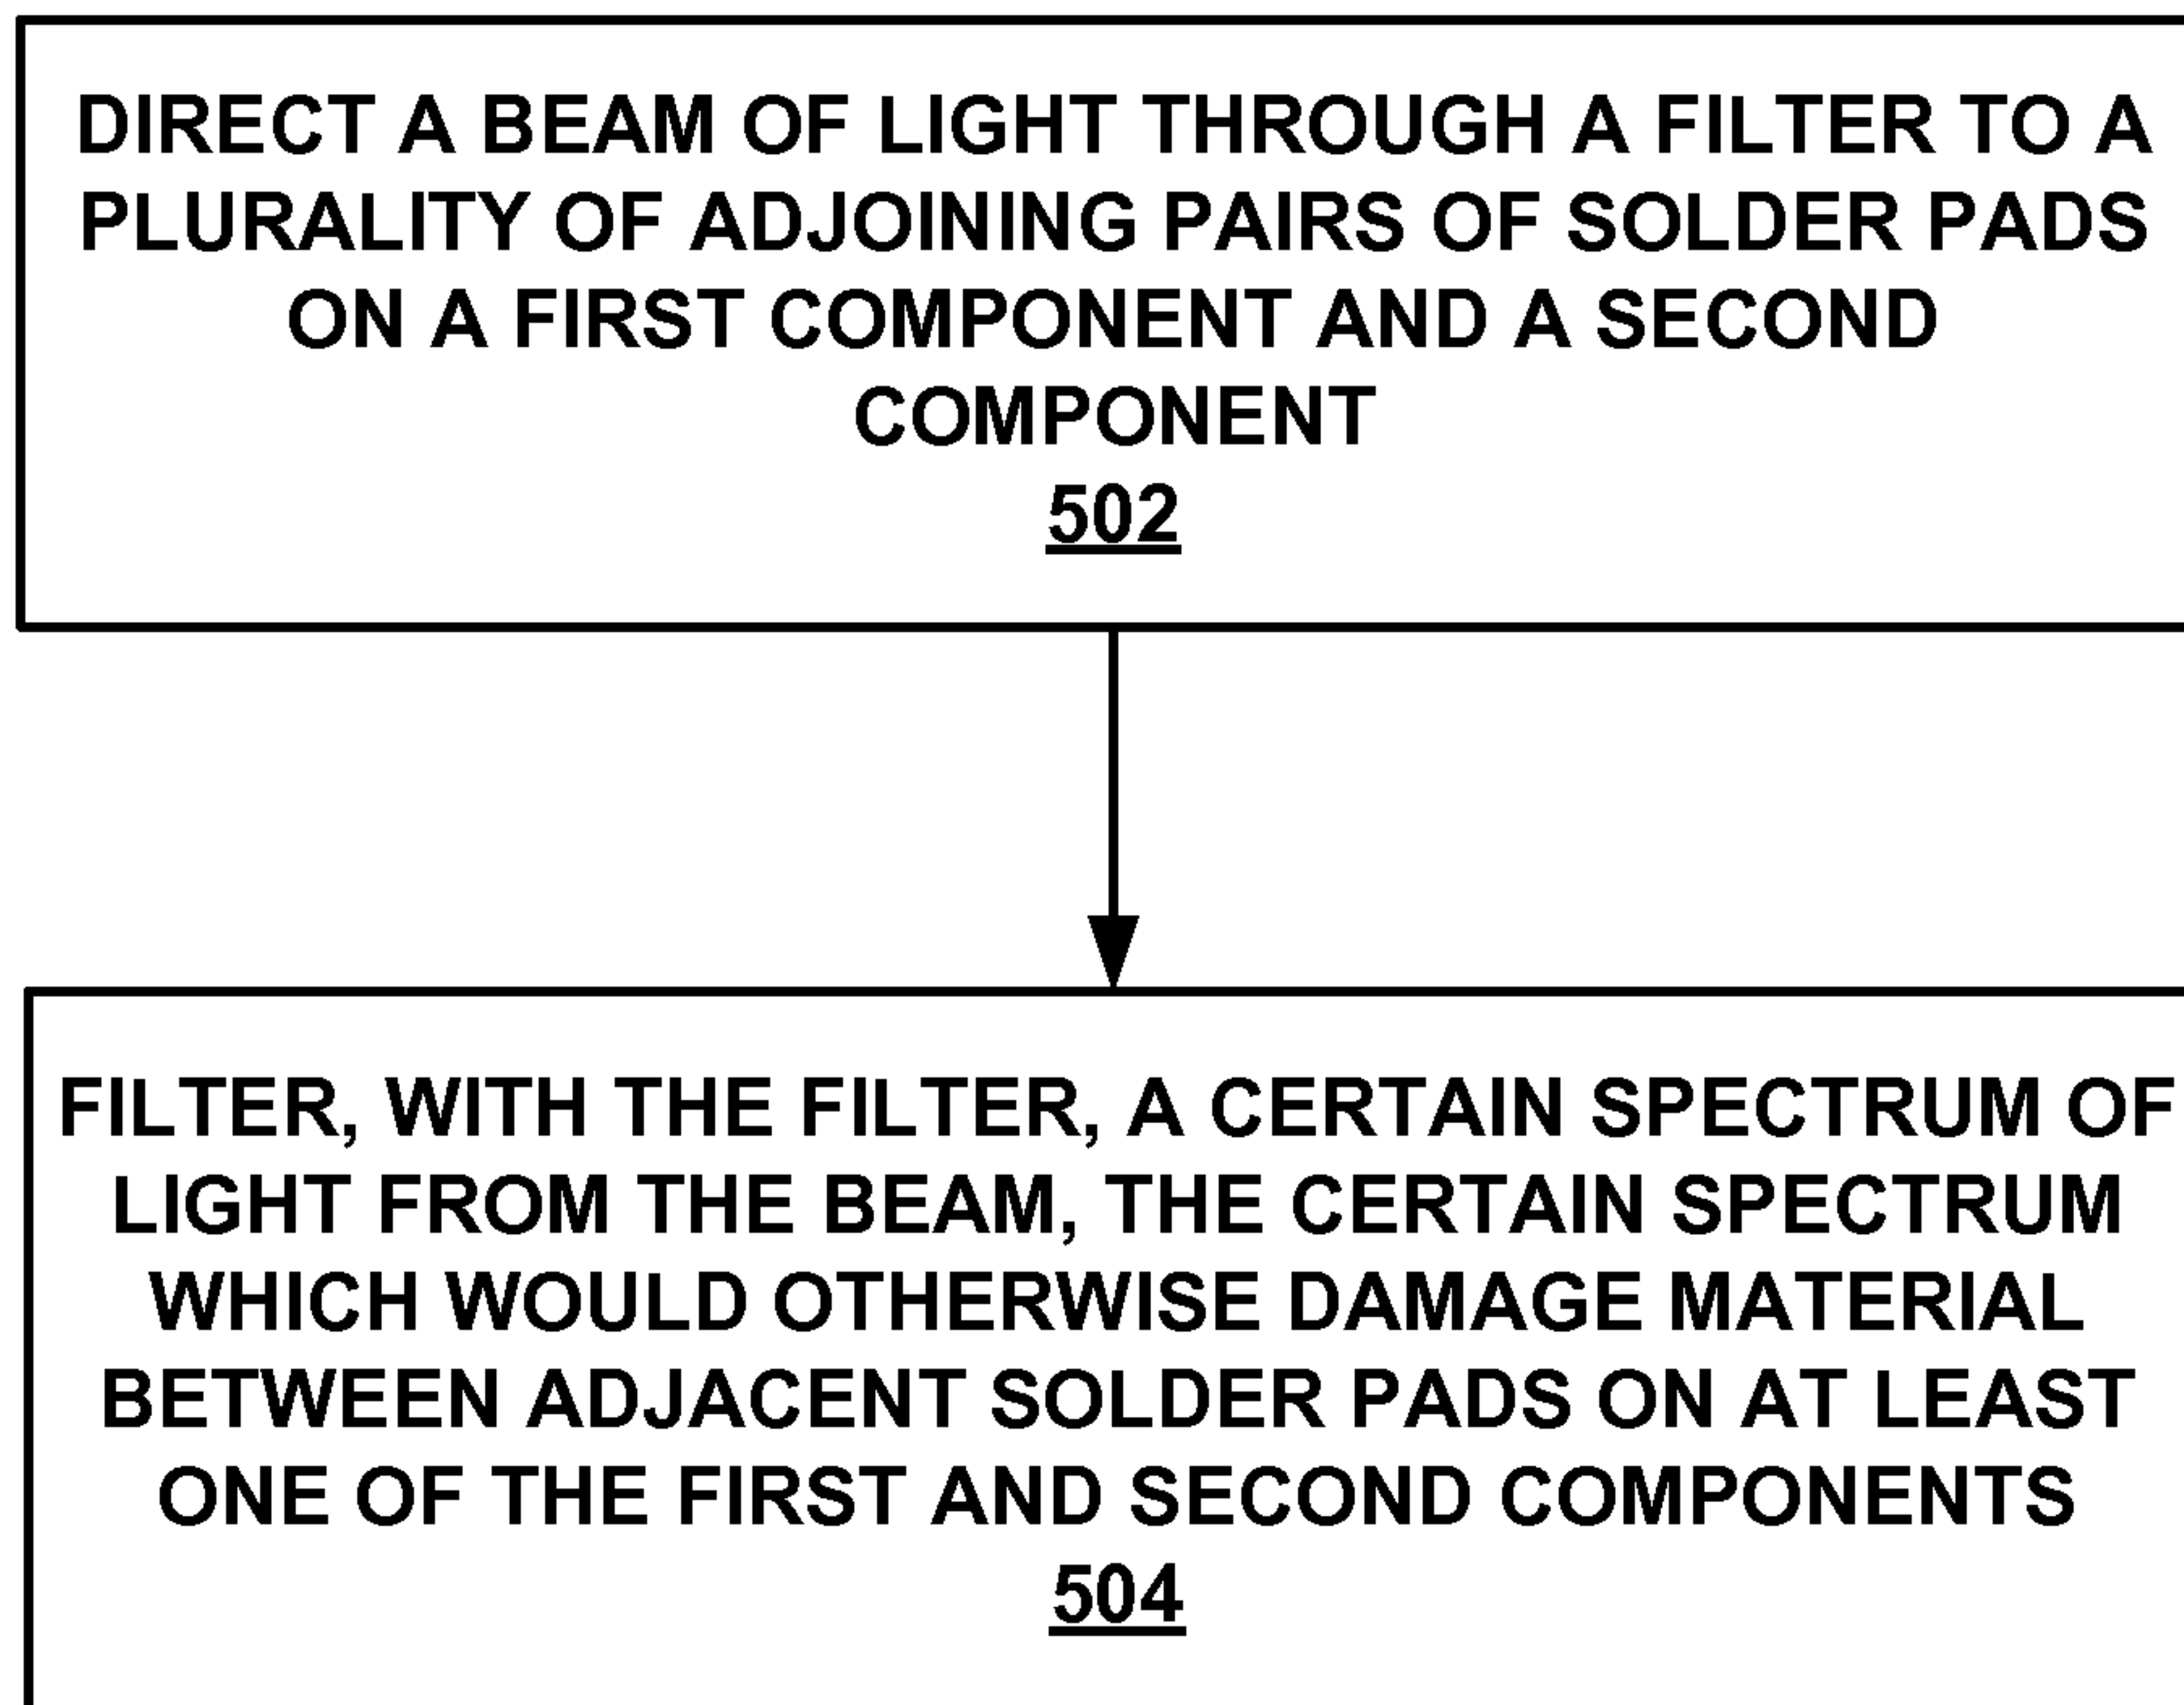 DIRECT A BEAM OF LIGHT THROUGH A FILTER TO A
PLURALITY OF ADJOINING PAIRS OF SOLDER PADS
ON A FIRST COMPONENT AND A SECOND
COMPONENT
502
FILTER, WITH THE FILTER, A CERTAIN SPECTRUM OF
LIGHT FROM THE BEAM, THE CERTAIN SPECTRUM
WHICH WOULD OTHERWISE DAMAGE MATERIAL
BETWEEN ADJACENT SOLDER PADS ON AT LEAST
ONE OF THE FIRST AND SECOND COMPONENTS
504